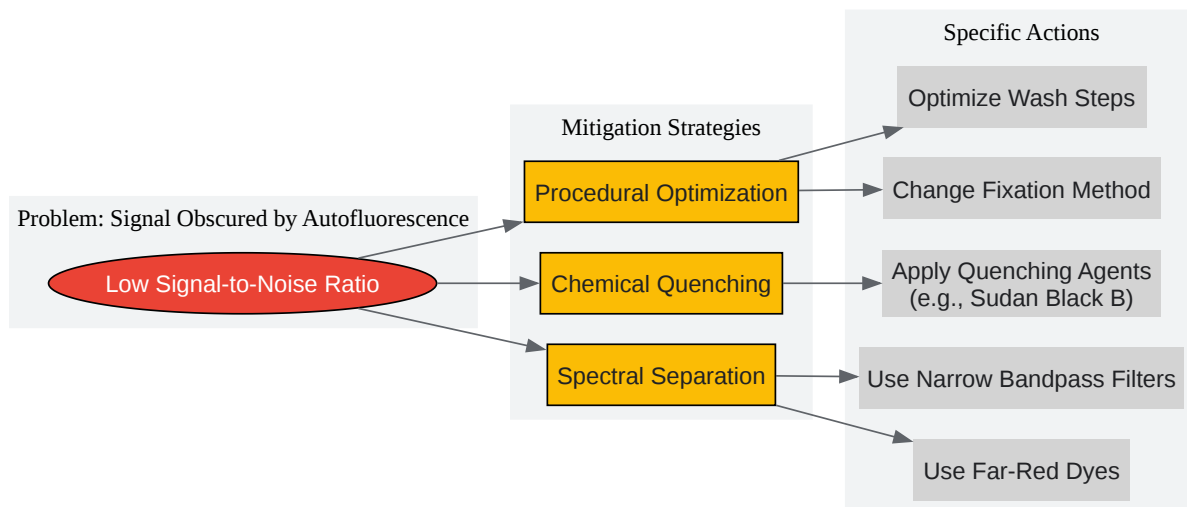 Problem: Signal Obscured by Autofluorescence
Low Signal-to-Noise Ratio
Mitigation Strategies
Procedural Optimization
Chemical Quenching
Spectral Separation
Specific Actions
Optimize Wash Steps
Change Fixation Method
Apply Quenching Agents
(e.g., Sudan Black B)
Use Narrow Bandpass Filters
Use Far-Red Dyes